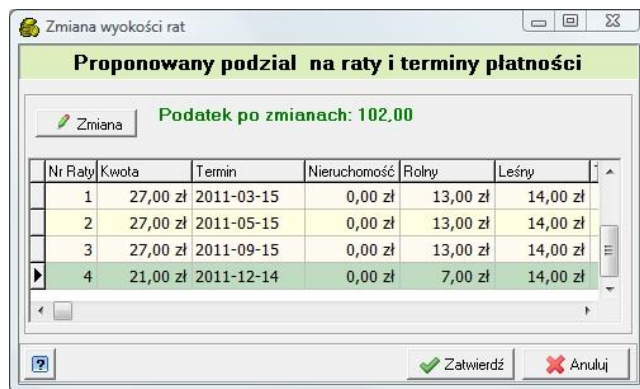 Zmiana wyokości rat
Proponowany podzial na raty i terminy płatności
Zmiana
Podatek po zmianach: 102,00
Nr Raty Kwota Termin Nieruchomość Rolny Leśny
1 27,00 zł 2011-03-15 0,00 zł 13,00 zł 14,00 zł
2 27,00 zł 2011-05-15 0,00 zł 13,00 zł 14,00 zł
3 27,00 zł 2011-09-15 0,00 zł 13,00 zł 14,00 zł
4 21,00 zł 2011-12-14 0,00 zł 7,00 zł 14,00 zł
? Zatwierdź Anuluj